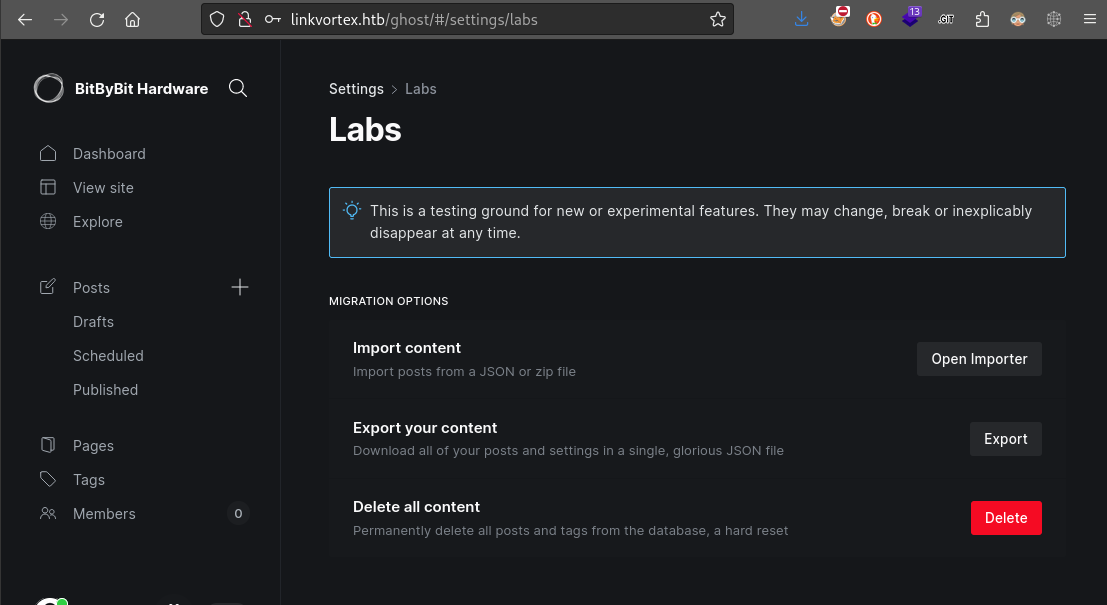 linkvortex.htb/ghost/#/settings/labs
13
.GIT
BitByBit Hardware
Dashboard
View site
Explore
Posts
Drafts
Scheduled
Published
Pages
Tags
Members
0
Settings > Labs
Labs
This is a testing ground for new or experimental features. They may change, break or inexplicably
disappear at any time.
MIGRATION OPTIONS
Import content
Import posts from a JSON or zip file
Open Importer
Export your content
Download all of your posts and settings in a single, glorious JSON file
Export
Delete all content
Permanently delete all posts and tags from the database, a hard reset
Delete